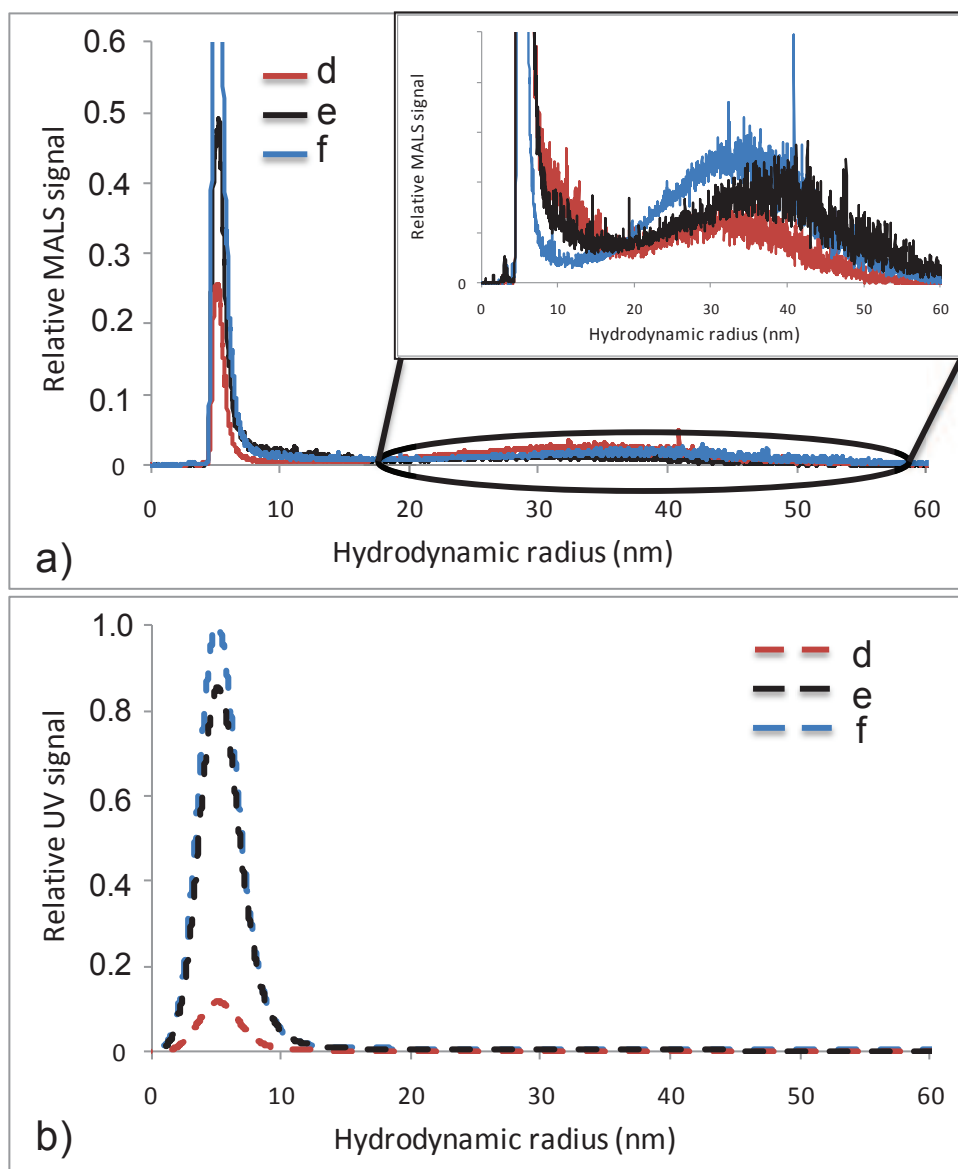 0.6
0.5
0.4
0.3
0.2
0.1
0
Relative MALS signal
d
e
f
Relative MALS signal
0
0 10 20 30 40 50 60
Hydrodynamic radius (nm)
0 10 20 30 40 50 60
Hydrodynamic radius (nm)
a)
1.0
0.8
0.6
0.4
0.2
0
Relative UV signal
d
e
f
0 10 20 30 40 50 60
Hydrodynamic radius (nm)
b)